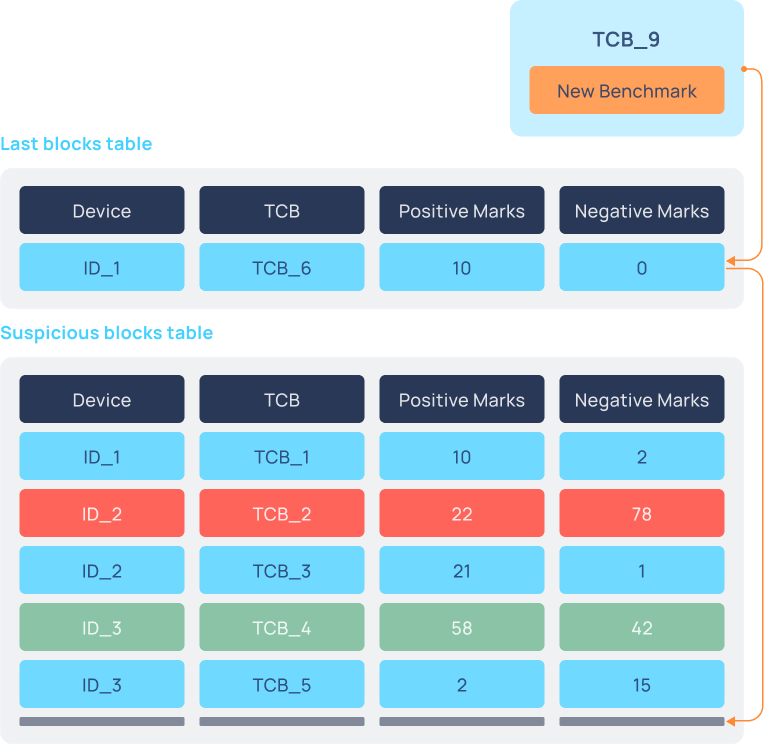 TCB_9
New Benchmark
Last blocks table
Device TCB Positive Marks Negative Marks
ID_1 TCB_6 10 0
Suspicious blocks table
Device TCB Positive Marks Negative Marks
ID_1 TCB_1 10 2
ID_2 TCB_2 22 78
ID_2 TCB_3 21 1
ID_3 TCB_4 58 42
ID_3 TCB_5 2 15